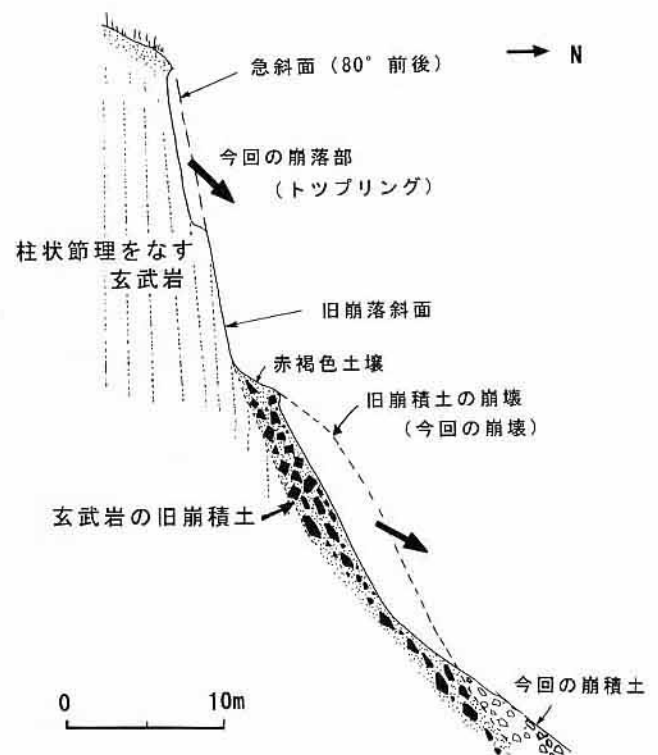 急斜面（80°前後）
N
今回の崩落部
（トツプリング）
柱状節理をなす
玄武岩
旧崩落斜面
赤褐色土壌
旧崩積土の崩壊
（今回の崩壊）
玄武岩の旧崩積土
今回の崩積土
0 10m